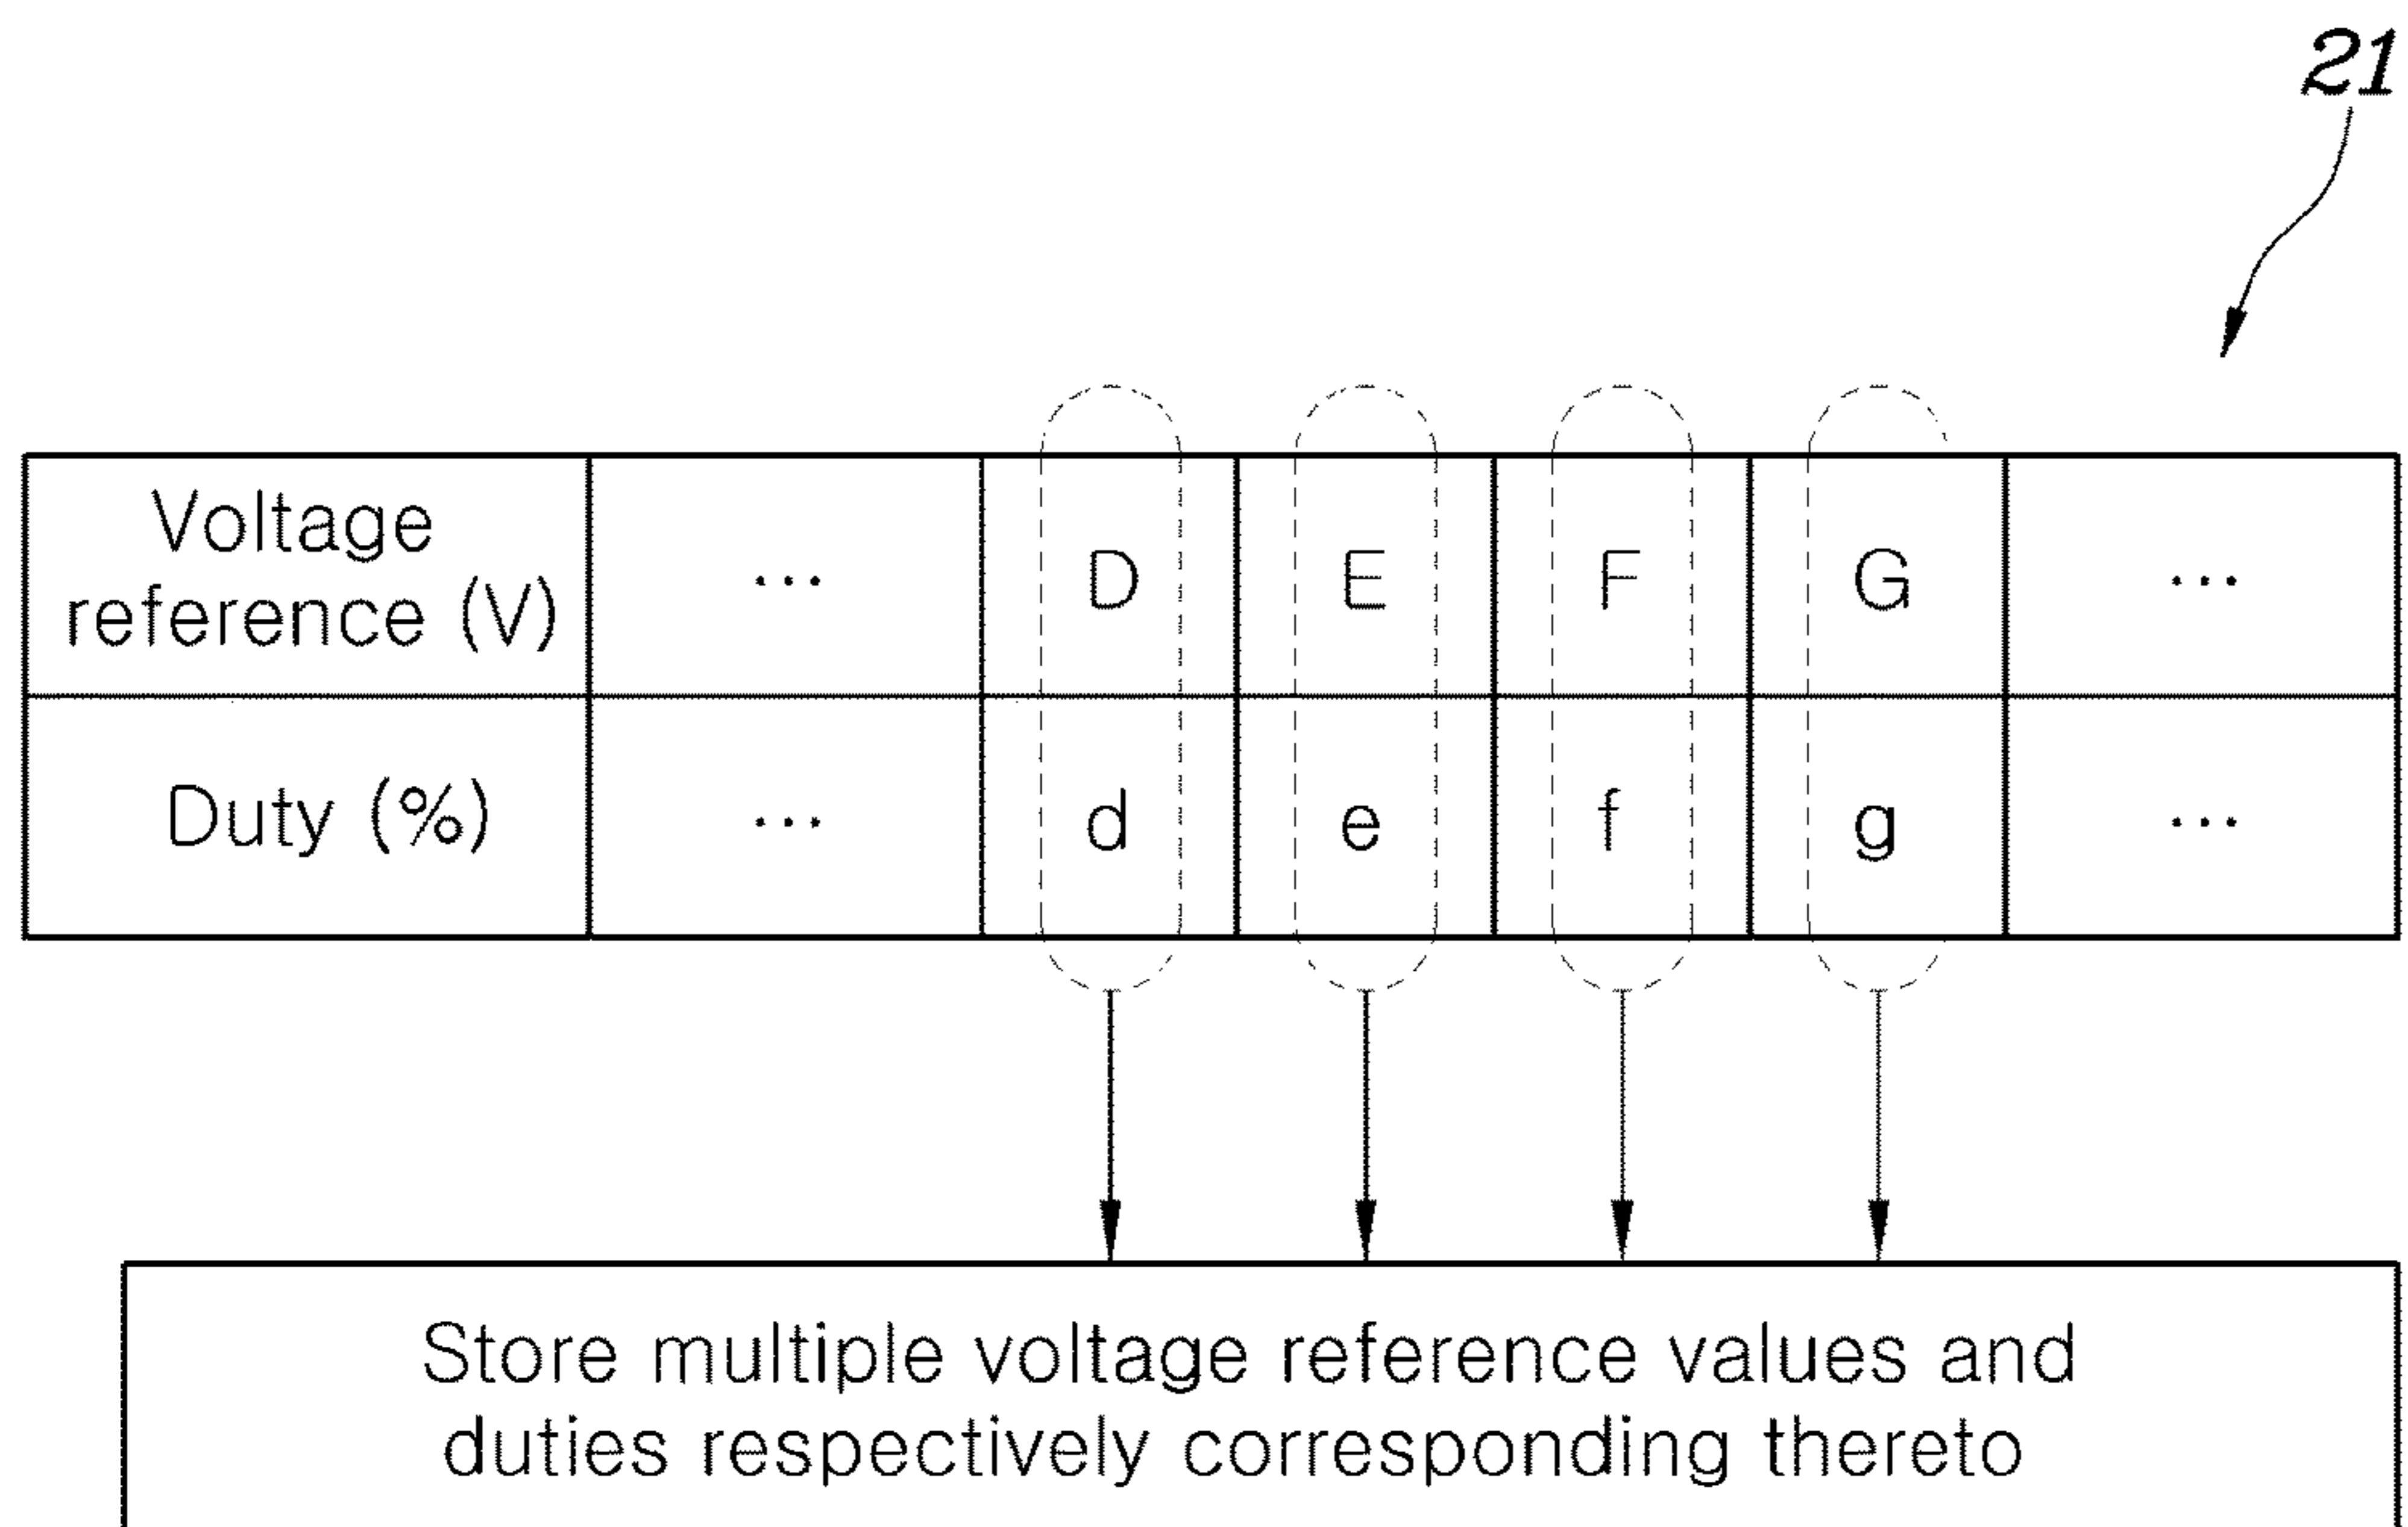 21
Voltage
reference (V)
... D E F G ...
Duty (%) ... d e f g ...
Store multiple voltage reference values and
duties respectively corresponding thereto